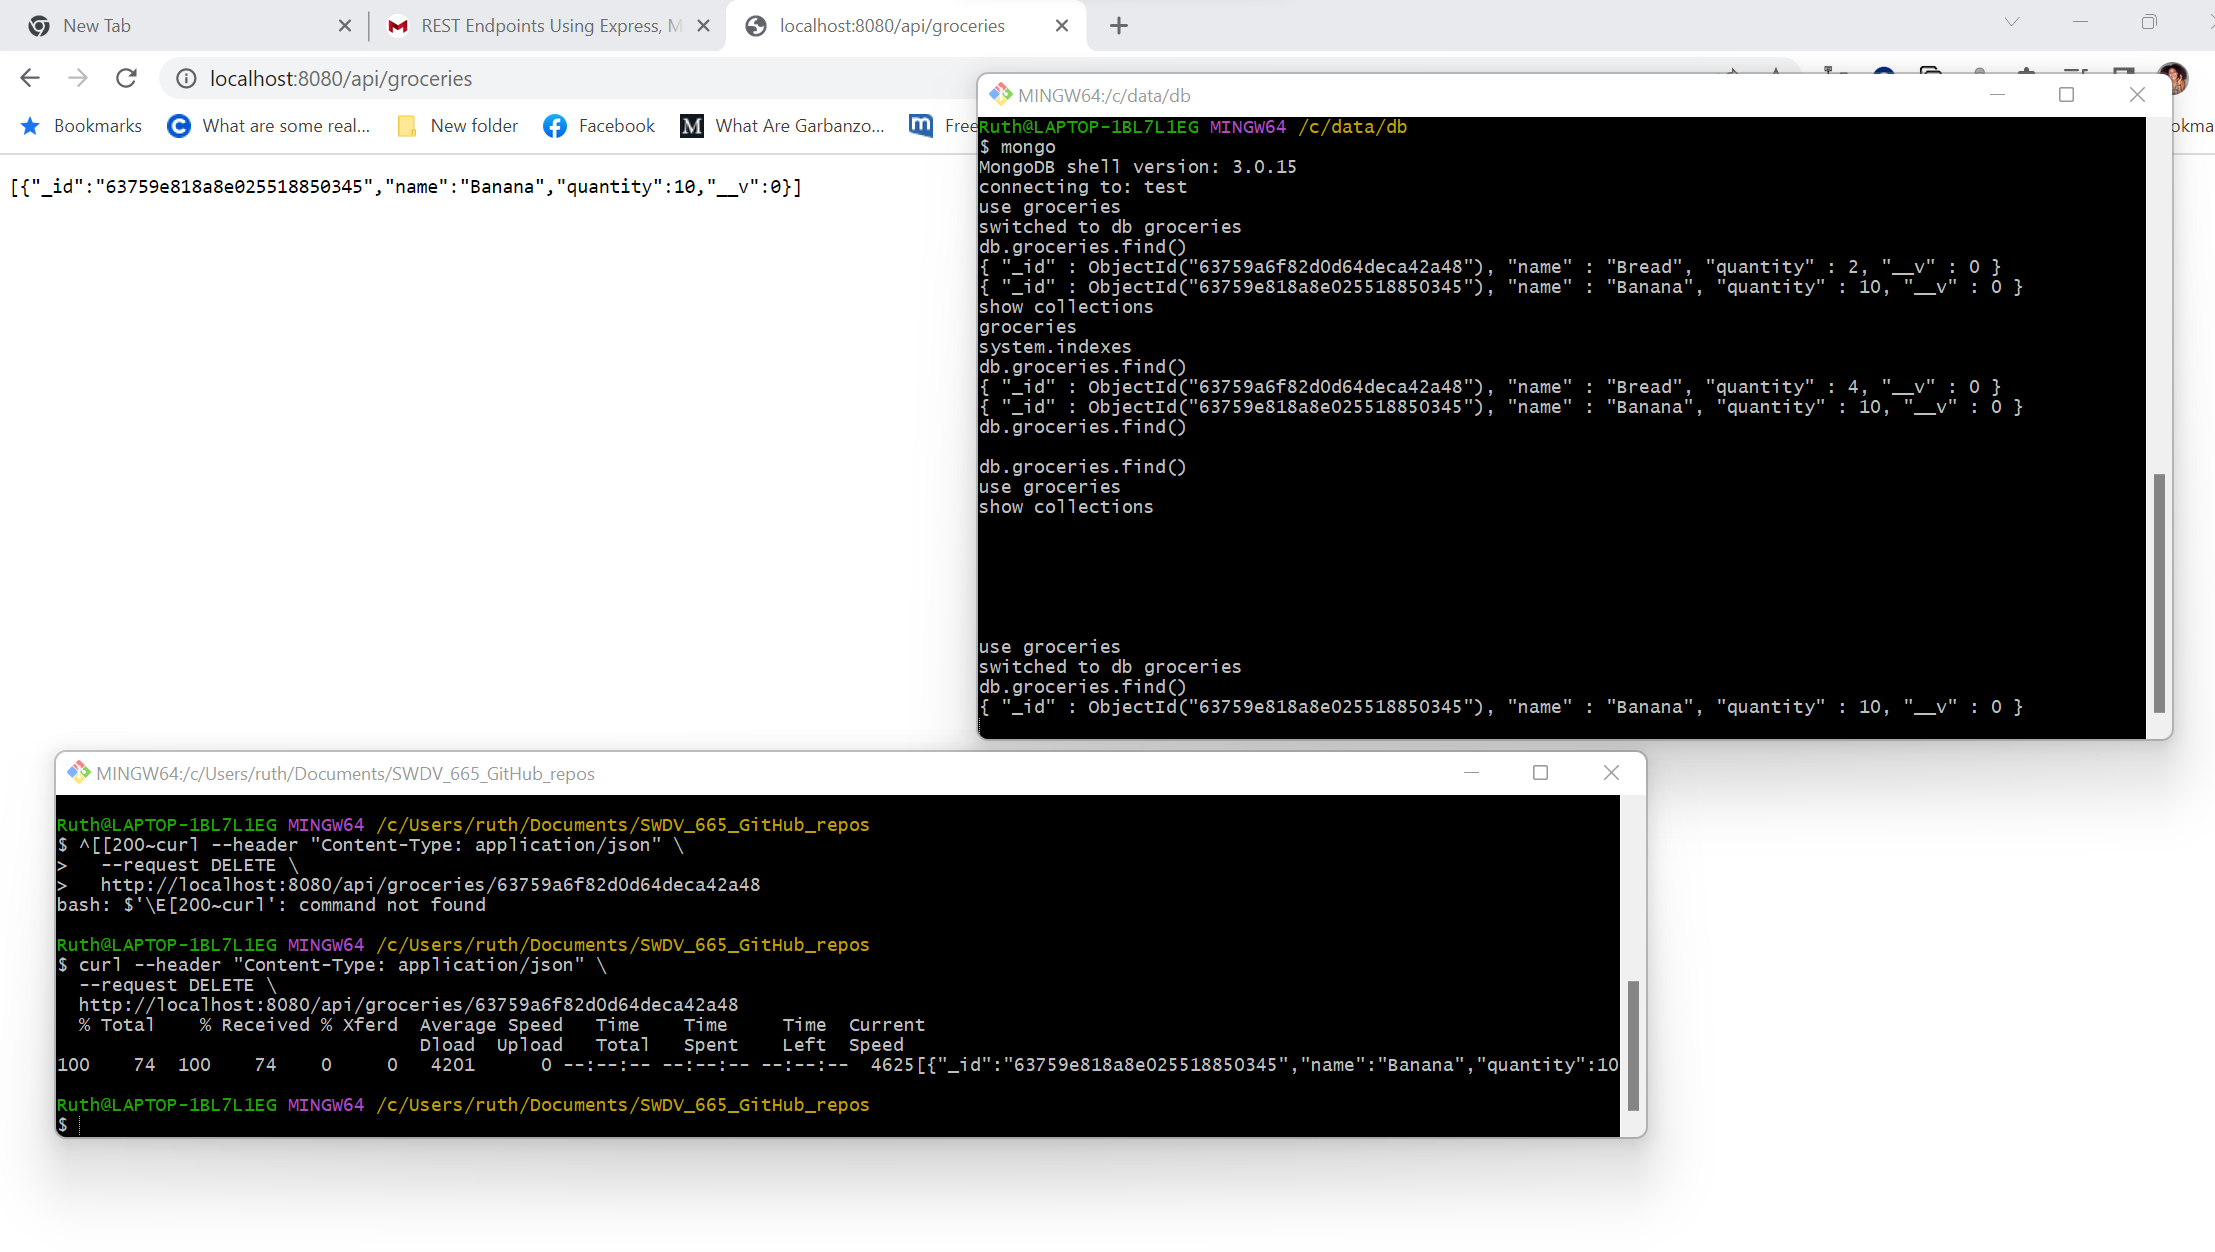 New Tab
REST Endpoints Using Express, M
localhost:8080/api/groceries
localhost:8080/api/groceries
Bookmarks
What are some real...
New folder
Facebook
What Are Garbanzo...
Free
okma
[{"_id":"63759e818a8e025518850345","name":"Banana","quantity":10,"__v":0}]
MINGW64:/c/data/db
Ruth@LAPTOP-1BL7L1EG MINGW64 /c/data/db
$ mongo
MongoDB shell version: 3.0.15
connecting to: test
use groceries
switched to db groceries
db.groceries.find()
{ "_id" : ObjectId("63759a6f82d0d64deca42a48"), "name" : "Bread", "quantity" : 2, "__v" : 0 }
{ "_id" : ObjectId("63759e818a8e025518850345"), "name" : "Banana", "quantity" : 10, "__v" : 0 }
show collections
groceries
system.indexes
db.groceries.find()
{ "_id" : ObjectId("63759a6f82d0d64deca42a48"), "name" : "Bread", "quantity" : 4, "__v" : 0 }
{ "_id" : ObjectId("63759e818a8e025518850345"), "name" : "Banana", "quantity" : 10, "__v" : 0 }
db.groceries.find()
db.groceries.find()
use groceries
show collections
use groceries
switched to db groceries
db.groceries.find()
{ "_id" : ObjectId("63759e818a8e025518850345"), "name" : "Banana", "quantity" : 10, "__v" : 0 }
MINGW64:/c/Users/ruth/Documents/SWDV_665_GitHub_repos
Ruth@LAPTOP-1BL7L1EG MINGW64 /c/Users/ruth/Documents/SWDV_665_GitHub_repos
$ ^[[200~curl --header "Content-Type: application/json" \
>   --request DELETE \
>   http://localhost:8080/api/groceries/63759a6f82d0d64deca42a48
bash: $'\E[200~curl': command not found
Ruth@LAPTOP-1BL7L1EG MINGW64 /c/Users/ruth/Documents/SWDV_665_GitHub_repos
$ curl --header "Content-Type: application/json" \
  --request DELETE \
  http://localhost:8080/api/groceries/63759a6f82d0d64deca42a48
  % Total    % Received % Xferd  Average Speed   Time    Time     Time  Current
                                 Dload  Upload   Total   Spent    Left  Speed
100    74  100    74    0     0   4201      0 --:--:-- --:--:-- --:--:--  4625[{"_id":"63759e818a8e025518850345","name":"Banana","quantity":10
Ruth@LAPTOP-1BL7L1EG MINGW64 /c/Users/ruth/Documents/SWDV_665_GitHub_repos
$